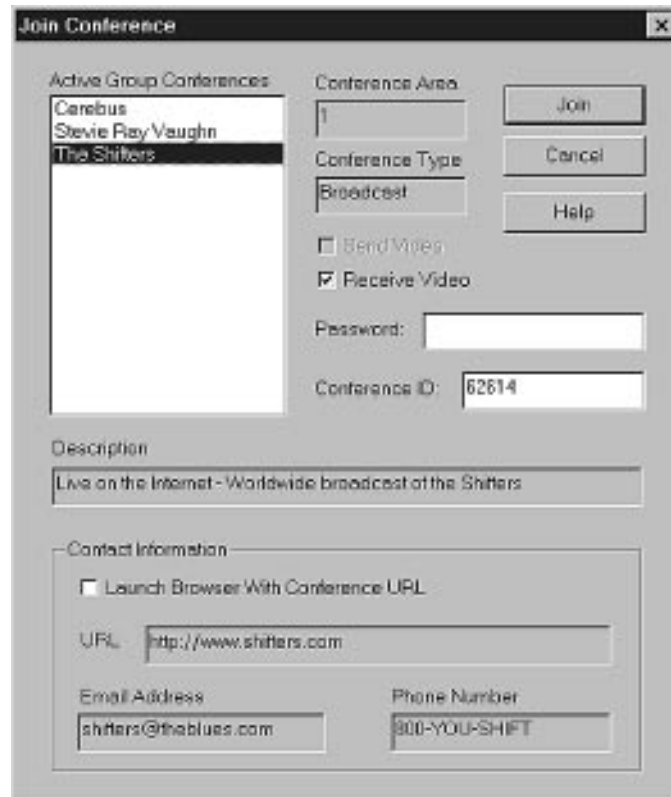 Join Conference
Active Group Conferences
Cerebus
Stevie Ray Vaughn
The Shifters
Conference Area
1
Conference Type
Broadcast
Send Video
Receive Video
Password:
Conference ID: 62614
Join
Cancel
Help
Description
Live on the Internet - Worldwide broadcast of the Shifters
Contact Information
Launch Browser With Conference URL
URL http://www.shifters.com
Email Address
shifters@theblues.com
Phone Number
800-YOU-SHIFT